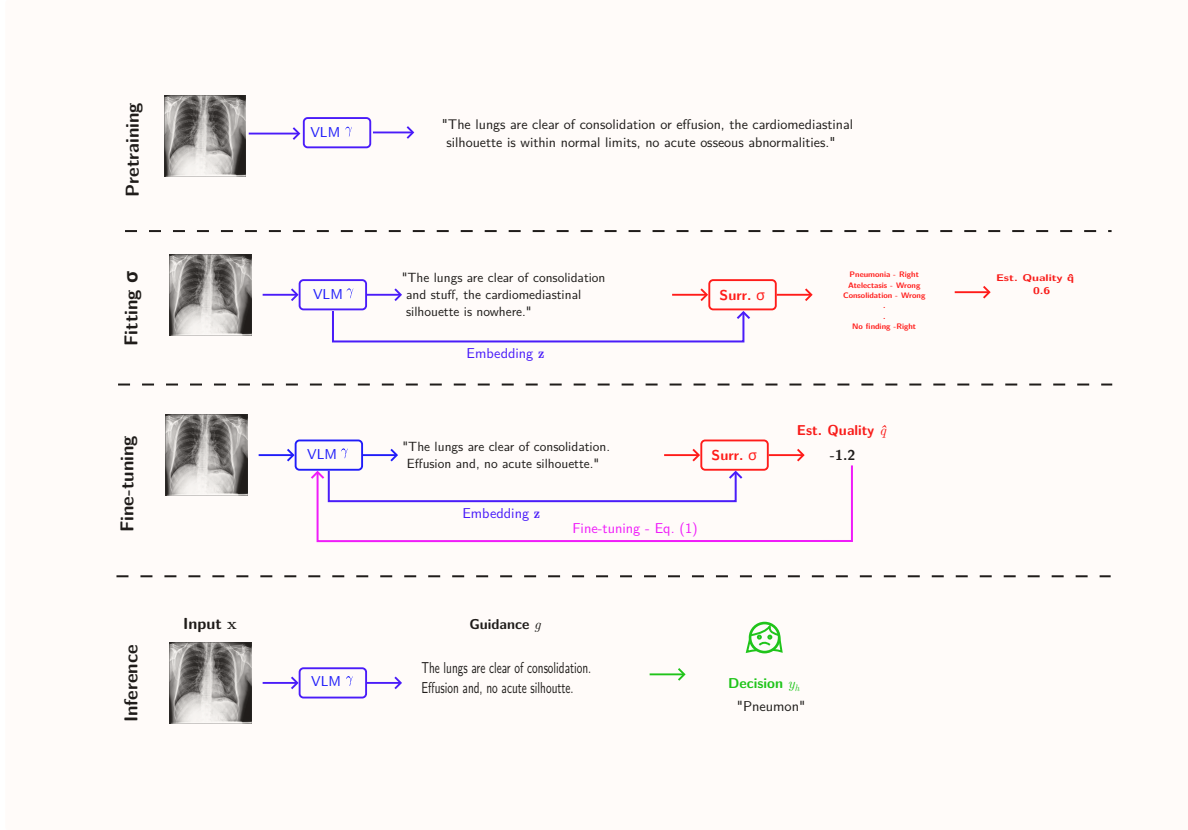 Pretraining
VLM γ
"The lungs are clear of consolidation or effusion, the cardiomediastinal
silhouette is within normal limits, no acute osseous abnormalities."
Fitting σ
VLM γ
"The lungs are clear of consolidation
and stuff, the cardiomediastinal
silhouette is nowhere."
Embedding z
Surr. σ
Pneumonia - Right
Atelectasis - Wrong
Consolidation - Wrong
.
.
No finding -Right
Est. Quality q̂
0.6
Fine-tuning
VLM γ
"The lungs are clear of consolidation.
Effusion and, no acute silhouette."
Embedding z
Surr. σ
Est. Quality q̂
-1.2
Fine-tuning - Eq. (1)
Inference
Input x
VLM γ
Guidance g
The lungs are clear of consolidation.
Effusion and, no acute silhoutte.
Decision yₕ
"Pneumon"